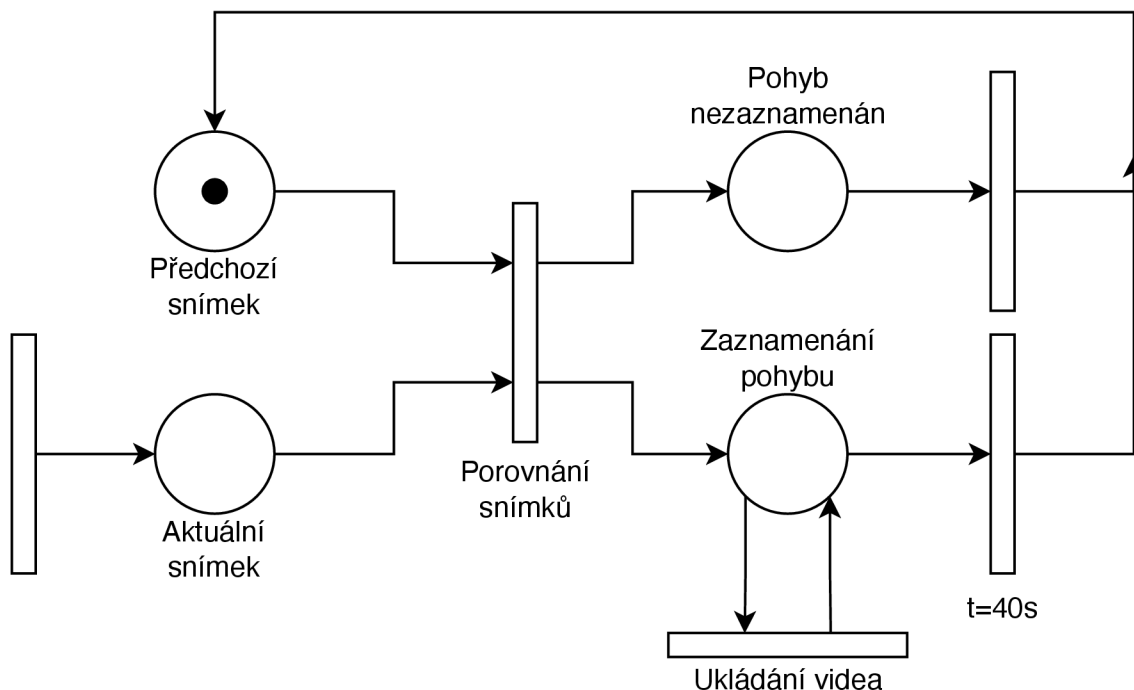 Pohyb
nezaznamenán
Předchozí
snímek
Zaznamenání
pohybu
Porovnání
snímků
Aktuální
snímek
t=40s
Ukládání videa